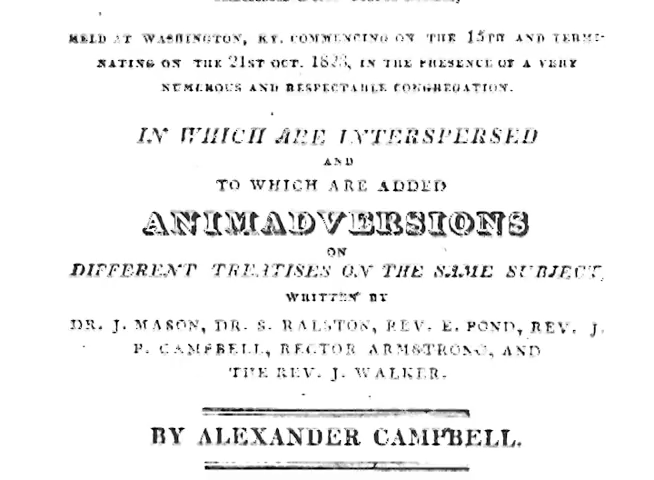 HELD AT WASHINGTON, KY. COMMENCING ON THE 15TH AND TERMI-
NATING ON THE 21ST OCT. 1823, IN THE PRESENCE OF A VERY
NUMEROUS AND RESPECTABLE CONGREGATION.
IN WHICH ARE INTERSPERSED
AND
TO WHICH ARE ADDED
ANIMADVERSIONS
ON
DIFFERENT TREATISES ON THE SAME SUBJECT,
WRITTEN BY
DR. J. MASON, DR. S. RALSTON, REV. E. POND, REV. J.
P. CAMPBELL, RECTOR ARMSTRONG, AND
THE REV. J. WALKER.
BY ALEXANDER CAMPBELL.